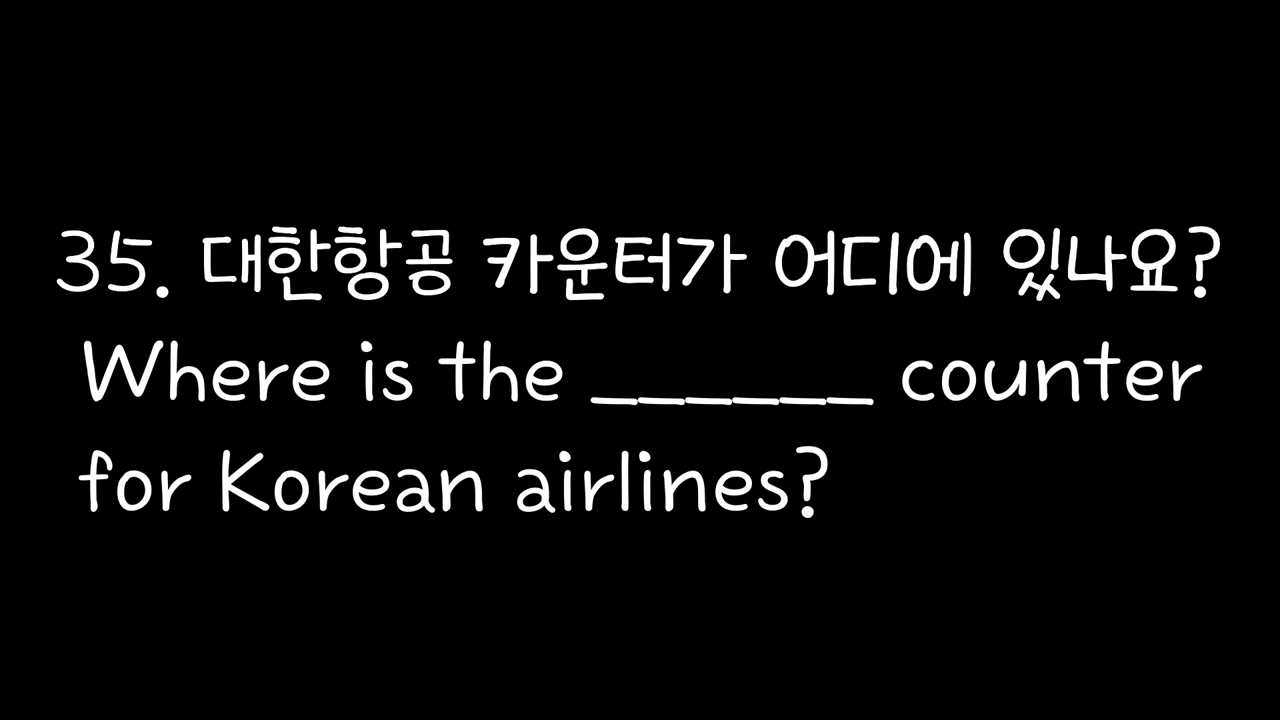 35. 대한항공 카운터가 어디에 있나요?
Where is the ______ counter
for Korean airlines?